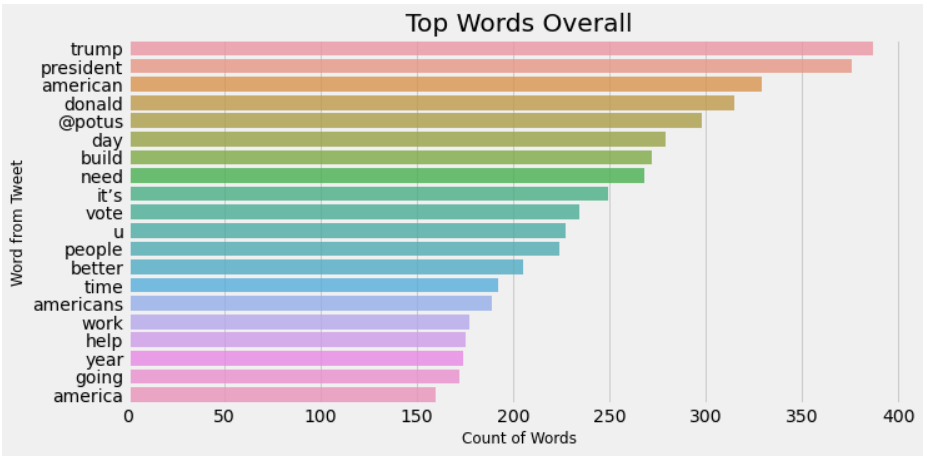 Top Words Overall
Word from Tweet
trump
president
american
donald
@potus
day
build
need
it’s
vote
u
people
better
time
americans
work
help
year
going
america
0 50 100 150 200 250 300 350 400
Count of Words